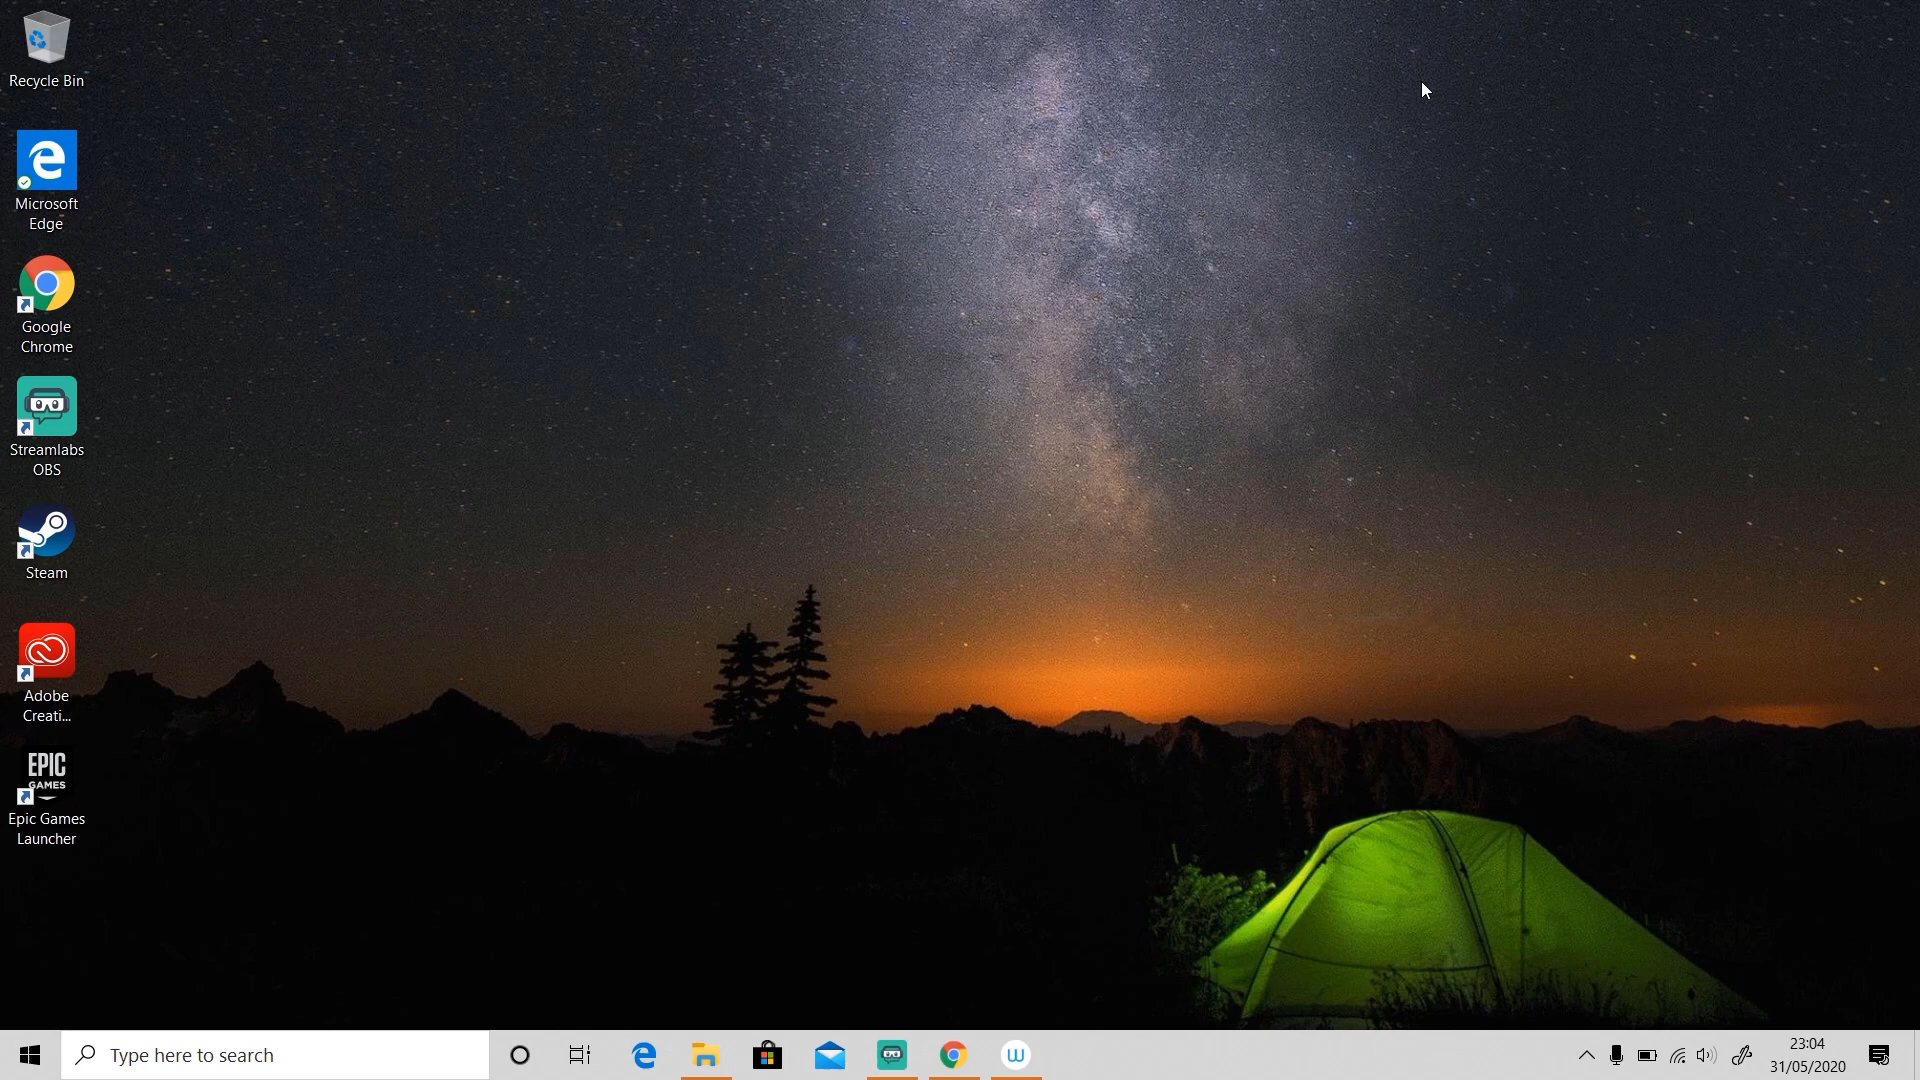 Recycle Bin
Microsoft
Edge
Google
Chrome
Streamlabs
OBS
Steam
Adobe
Creati...
EPIC
GAMES
Epic Games
Launcher
Type here to search
23:04
31/05/2020